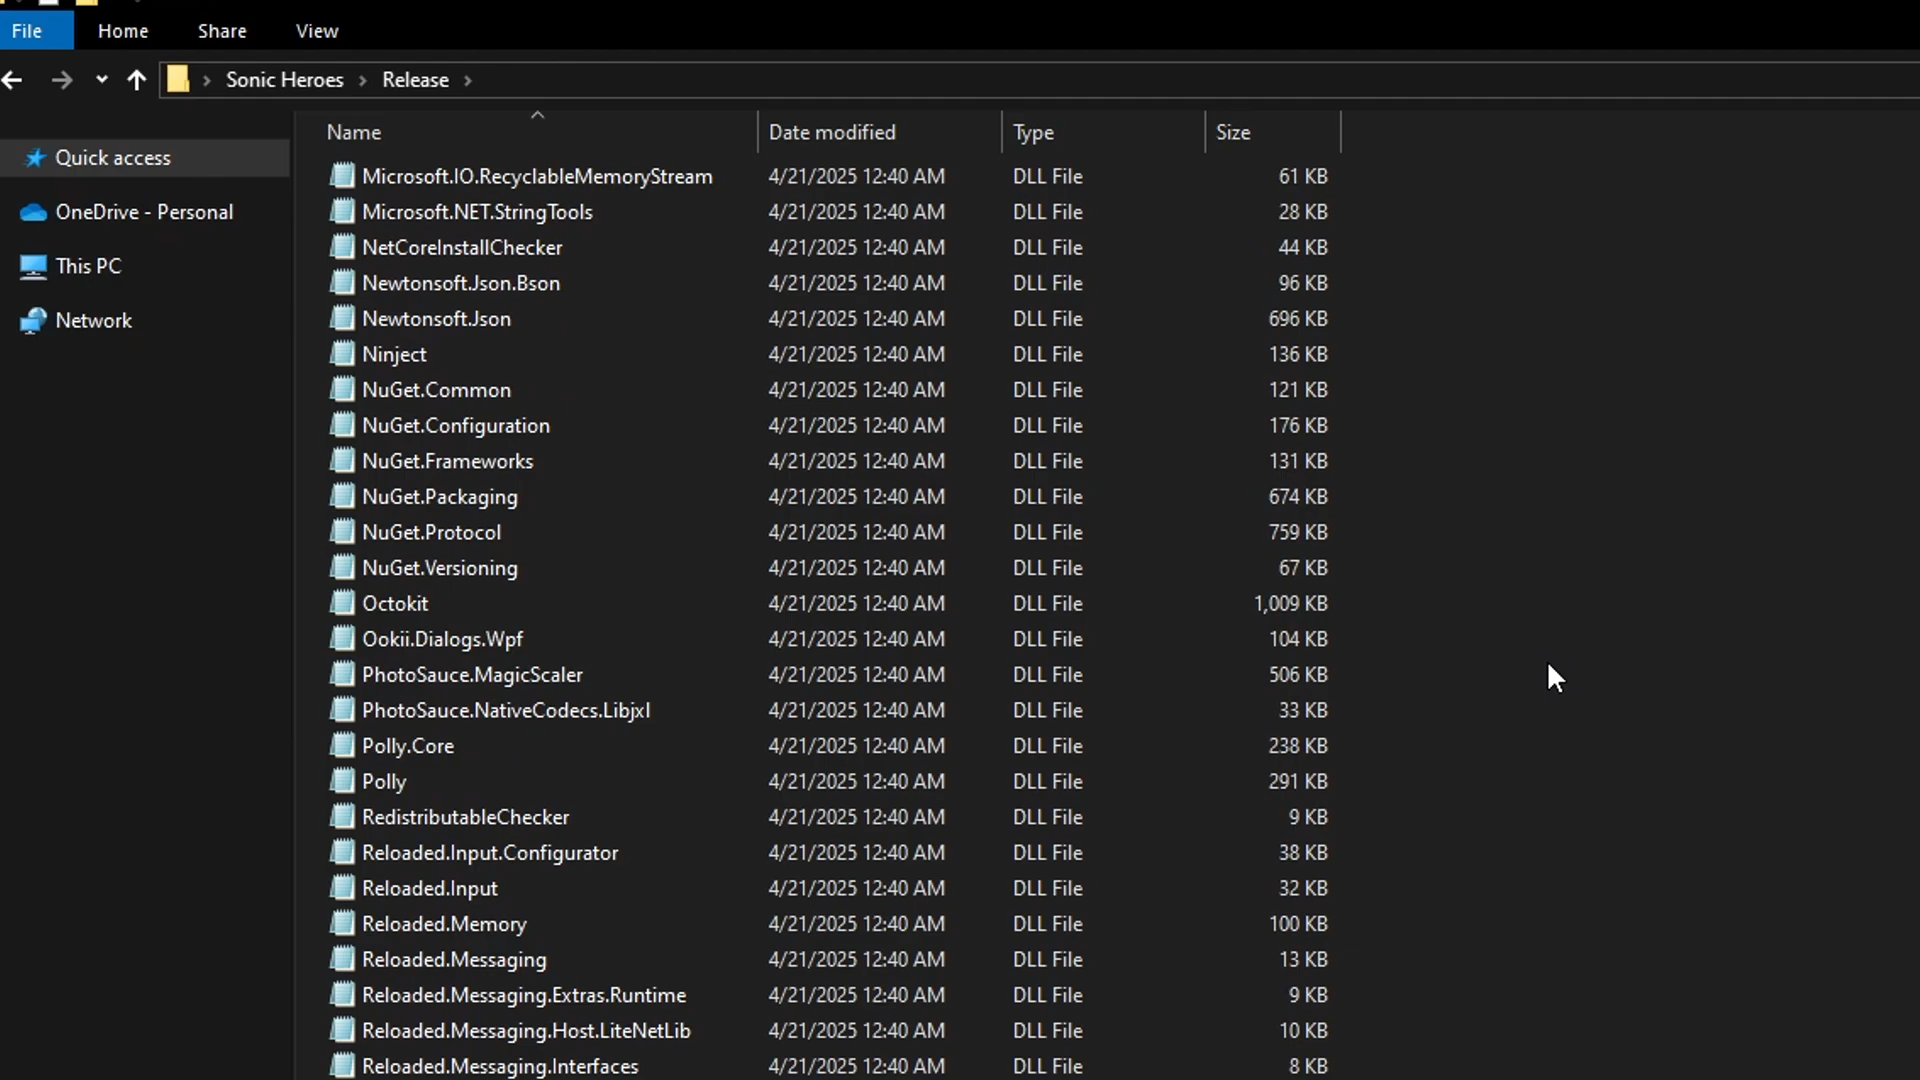 File Home Share View
Sonic Heroes Release
Name Date modified Type Size
Quick access
OneDrive - Personal
This PC
Network
Microsoft.IO.RecyclableMemoryStream 4/21/2025 12:40 AM DLL File 61 KB
Microsoft.NET.StringTools 4/21/2025 12:40 AM DLL File 28 KB
NetCoreInstallChecker 4/21/2025 12:40 AM DLL File 44 KB
Newtonsoft.Json.Bson 4/21/2025 12:40 AM DLL File 96 KB
Newtonsoft.Json 4/21/2025 12:40 AM DLL File 696 KB
Ninject 4/21/2025 12:40 AM DLL File 136 KB
NuGet.Common 4/21/2025 12:40 AM DLL File 121 KB
NuGet.Configuration 4/21/2025 12:40 AM DLL File 176 KB
NuGet.Frameworks 4/21/2025 12:40 AM DLL File 131 KB
NuGet.Packaging 4/21/2025 12:40 AM DLL File 674 KB
NuGet.Protocol 4/21/2025 12:40 AM DLL File 759 KB
NuGet.Versioning 4/21/2025 12:40 AM DLL File 67 KB
Octokit 4/21/2025 12:40 AM DLL File 1,009 KB
Ookii.Dialogs.Wpf 4/21/2025 12:40 AM DLL File 104 KB
PhotoSauce.MagicScaler 4/21/2025 12:40 AM DLL File 506 KB
PhotoSauce.NativeCodecs.Libjxl 4/21/2025 12:40 AM DLL File 33 KB
Polly.Core 4/21/2025 12:40 AM DLL File 238 KB
Polly 4/21/2025 12:40 AM DLL File 291 KB
RedistributableChecker 4/21/2025 12:40 AM DLL File 9 KB
Reloaded.Input.Configurator 4/21/2025 12:40 AM DLL File 38 KB
Reloaded.Input 4/21/2025 12:40 AM DLL File 32 KB
Reloaded.Memory 4/21/2025 12:40 AM DLL File 100 KB
Reloaded.Messaging 4/21/2025 12:40 AM DLL File 13 KB
Reloaded.Messaging.Extras.Runtime 4/21/2025 12:40 AM DLL File 9 KB
Reloaded.Messaging.Host.LiteNetLib 4/21/2025 12:40 AM DLL File 10 KB
Reloaded.Messaging.Interfaces 4/21/2025 12:40 AM DLL File 8 KB